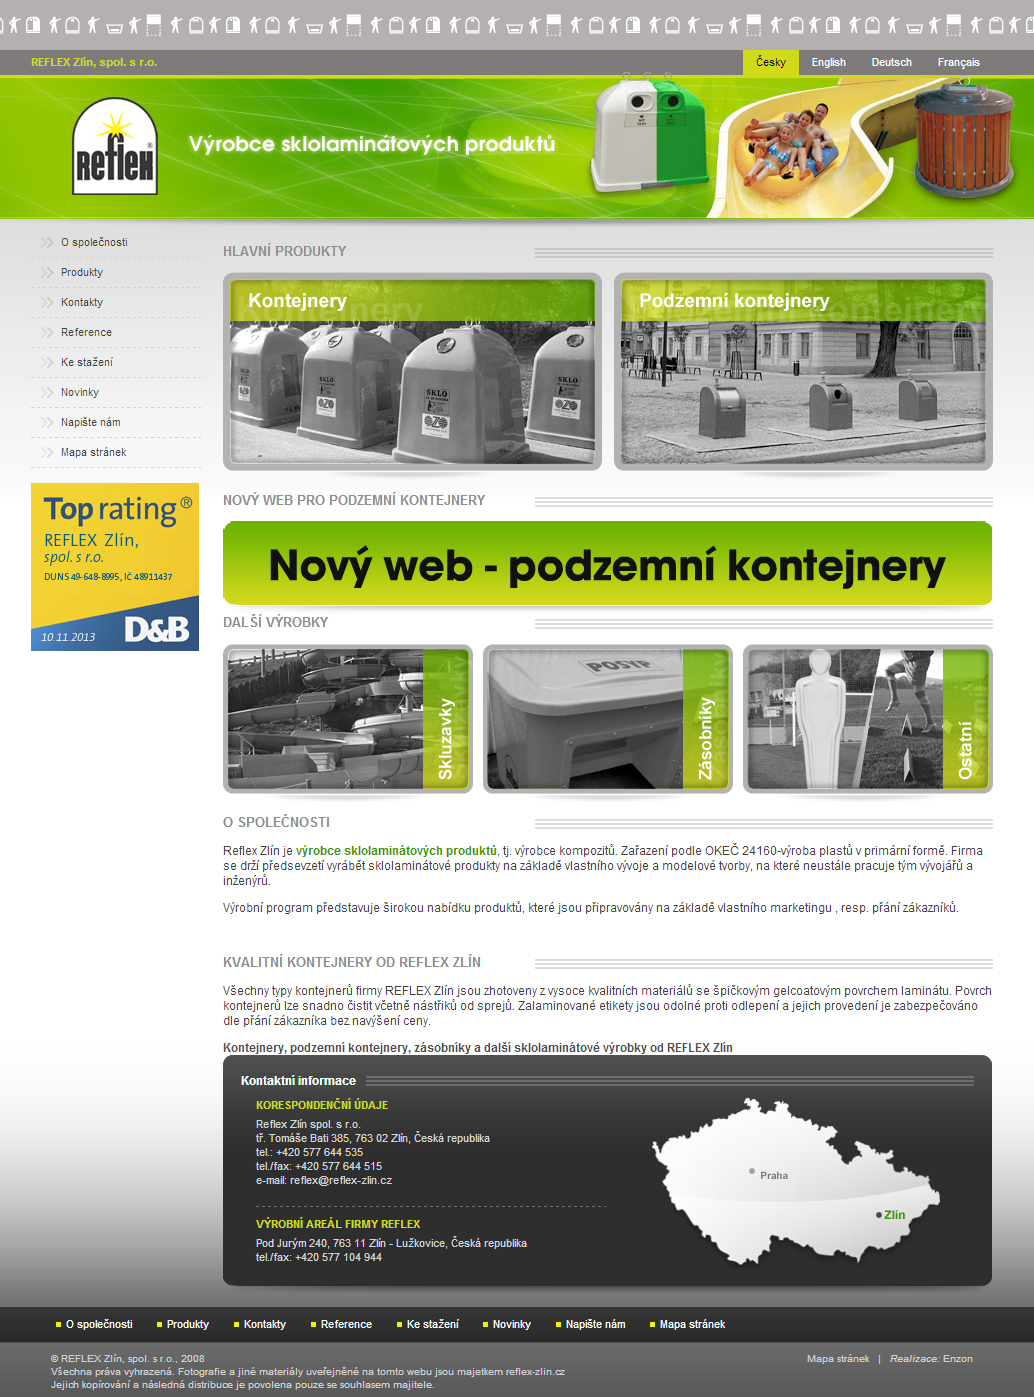 REFLEX Zlín, spol. s r.o.
Česky English Deutsch Français
Reflex®
Výrobce sklolaminátových produktů
O společnosti
Produkty
Kontakty
Reference
Ke stažení
Novinky
Napište nám
Mapa stránek
Top rating®
REFLEX Zlín,
spol. s r.o.
DUNS 49-648-8995, IČ 48911437
10.11.2013 D&B
HLAVNÍ PRODUKTY
Kontejnery
Podzemní kontejnery
SKLO
OZO
SKLO
OZO
SKLO
OZO
NOVÝ WEB PRO PODZEMNÍ KONTEJNERY
Nový web - podzemní kontejnery
DALŠÍ VÝROBKY
Skluzavky
POSYP
Zásobníky
Ostatní
O SPOLEČNOSTI
Reflex Zlín je výrobce sklolaminátových produktů, tj. výrobce kompozitů. Zařazení podle OKEČ 24160-výroba plastů v primární formě. Firma
se drží předsevzetí vyrábět sklolaminátové produkty na základě vlastního vývoje a modelové tvorby, na které neustále pracuje tým vývojářů a
inženýrů.
Výrobní program představuje širokou nabídku produktů, které jsou připravovány na základě vlastního marketingu , resp. přání zákazníků.
KVALITNÍ KONTEJNERY OD REFLEX ZLÍN
Všechny typy kontejnerů firmy REFLEX Zlín jsou zhotoveny z vysoce kvalitních materiálů se špičkovým gelcoatovým povrchem laminátu. Povrch
kontejnerů lze snadno čistit včetně nástřiků od sprejů. Zalaminované etikety jsou odolné proti odlepení a jejich provedení je zabezpečováno
dle přání zákazníka bez navýšení ceny.
Kontejnery, podzemní kontejnery, zásobníky a další sklolaminátové výrobky od REFLEX Zlín
Kontaktní informace
KORESPONDENČNÍ ÚDAJE
Reflex Zlín spol. s r.o.
tř. Tomáše Bati 385, 763 02 Zlín, Česká republika
tel.: +420 577 644 535
tel./fax: +420 577 644 515
e-mail: reflex@reflex-zlin.cz
Praha
Zlín
VÝROBNÍ AREÁL FIRMY REFLEX
Pod Jurým 240, 763 11 Zlín - Lužkovice, Česká republika
tel./fax: +420 577 104 944
O společnosti Produkty Kontakty Reference Ke stažení Novinky Napište nám Mapa stránek
© REFLEX Zlín, spol. s r.o., 2008
Mapa stránek | Realizace: Enzon
Všechna práva vyhrazená. Fotografie a jiné materiály uveřejněné na tomto webu jsou majetkem reflex-zlin.cz
Jejich kopírování a následná distribuce je povolena pouze se souhlasem majitele.